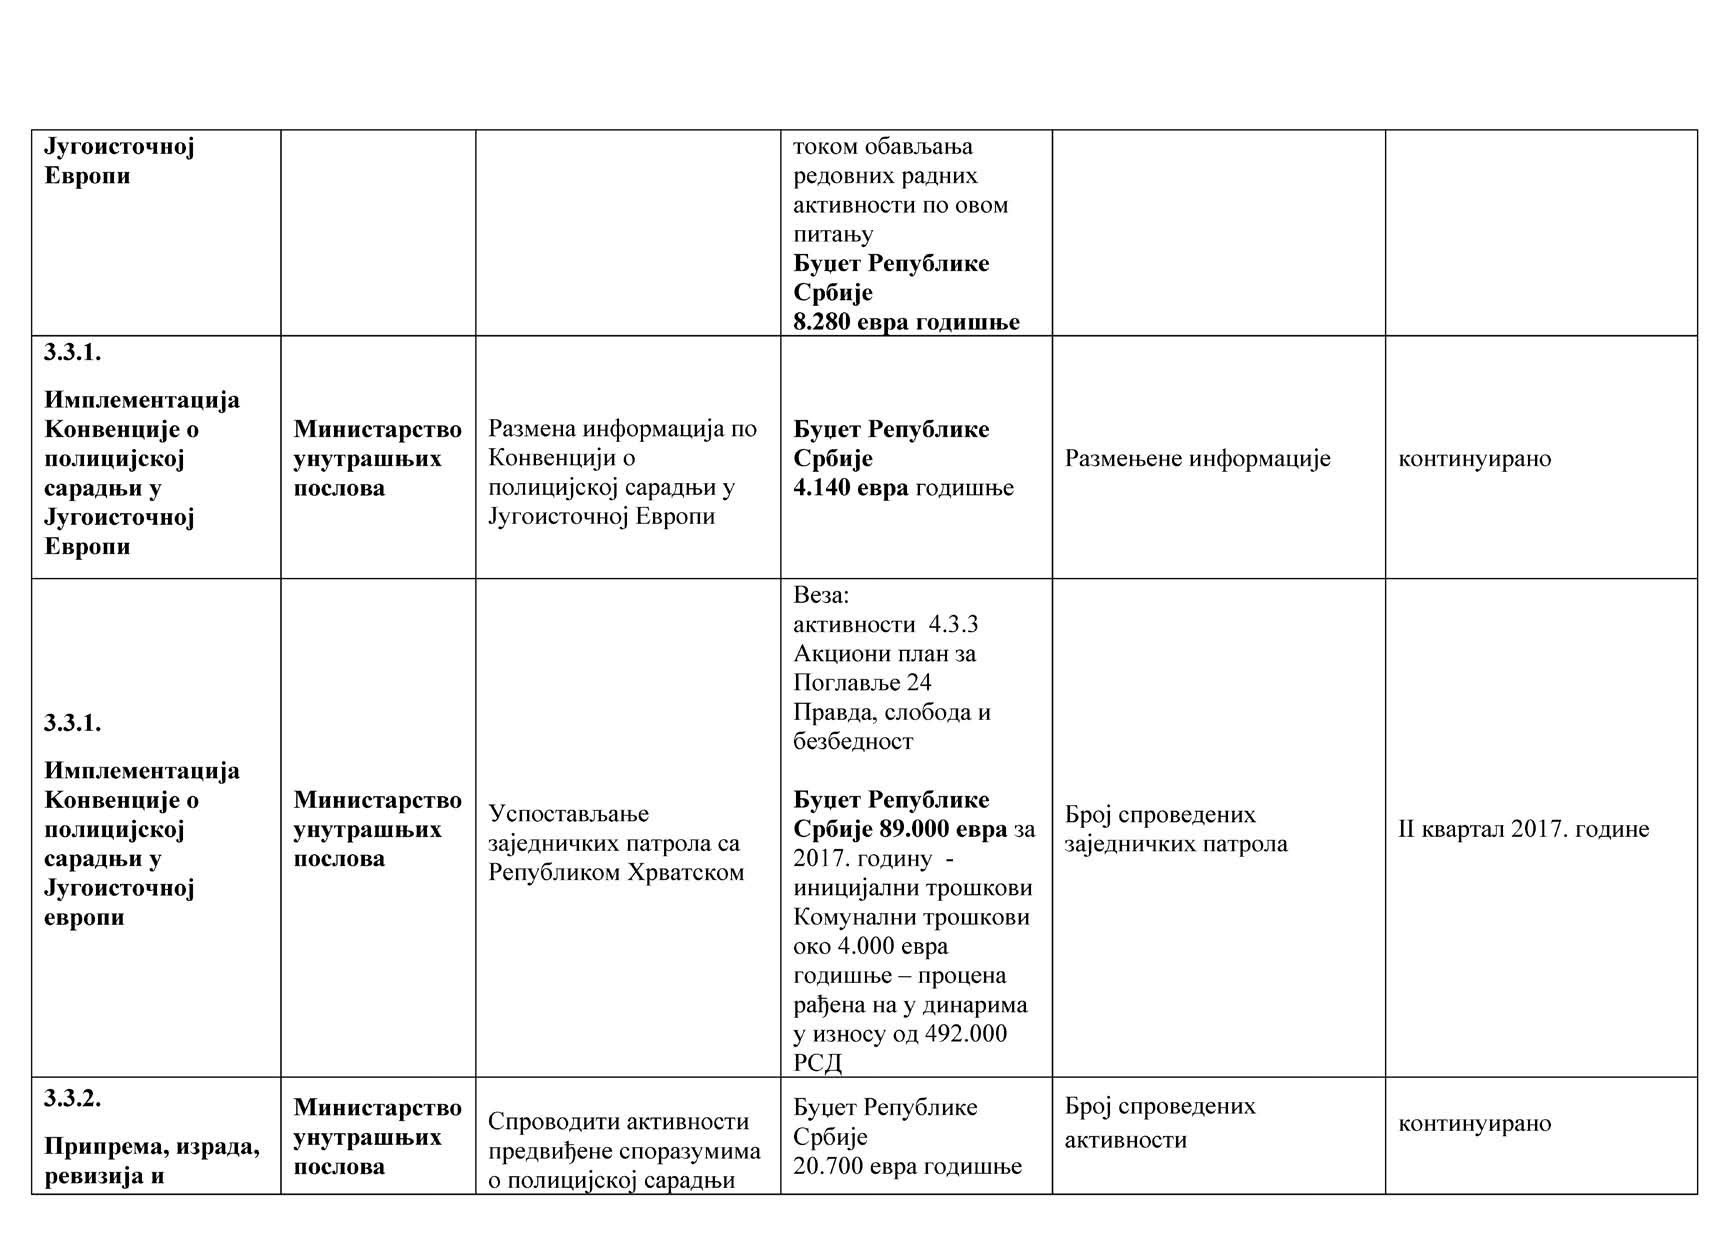 Југоисточној
Европи
током обављања
редовних радних
активности по овом
питању
Буџет Републике
Србије
8.280 евра годишње
3.3.1.
Имплементација
Конвенције о
полицијској
сарадњи у
Југоисточној
Европи
Министарство
унутрашњих
послова
Размена информација по
Конвенцији о
полицијској сарадњи у
Југоисточној Европи
Буџет Републике
Србије
4.140 евра годишње
Размењене информације
континуирано
3.3.1.
Имплементација
Конвенције о
полицијској
сарадњи у
Југоисточној
европи
Министарство
унутрашњих
послова
Успостављање
заједничких патрола са
Републиком Хрватском
Веза:
активности  4.3.3
Акциони план за
Поглавље 24
Правда, слобода и
безбедност
Буџет Републике
Србије 89.000 евра за
2017. годину  -
иницијални трошкови
Комунални трошкови
око 4.000 евра
годишње – процена
рађена на у динарима
у износу од 492.000
РСД
Број спроведених
заједничких патрола
II квартал 2017. године
3.3.2.
Припрема, израда,
ревизија и
Министарство
унутрашњих
послова
Спроводити активности
предвиђене споразумима
о полицијској сарадњи
Буџет Републике
Србије
20.700 евра годишње
Број спроведених
активности
континуирано